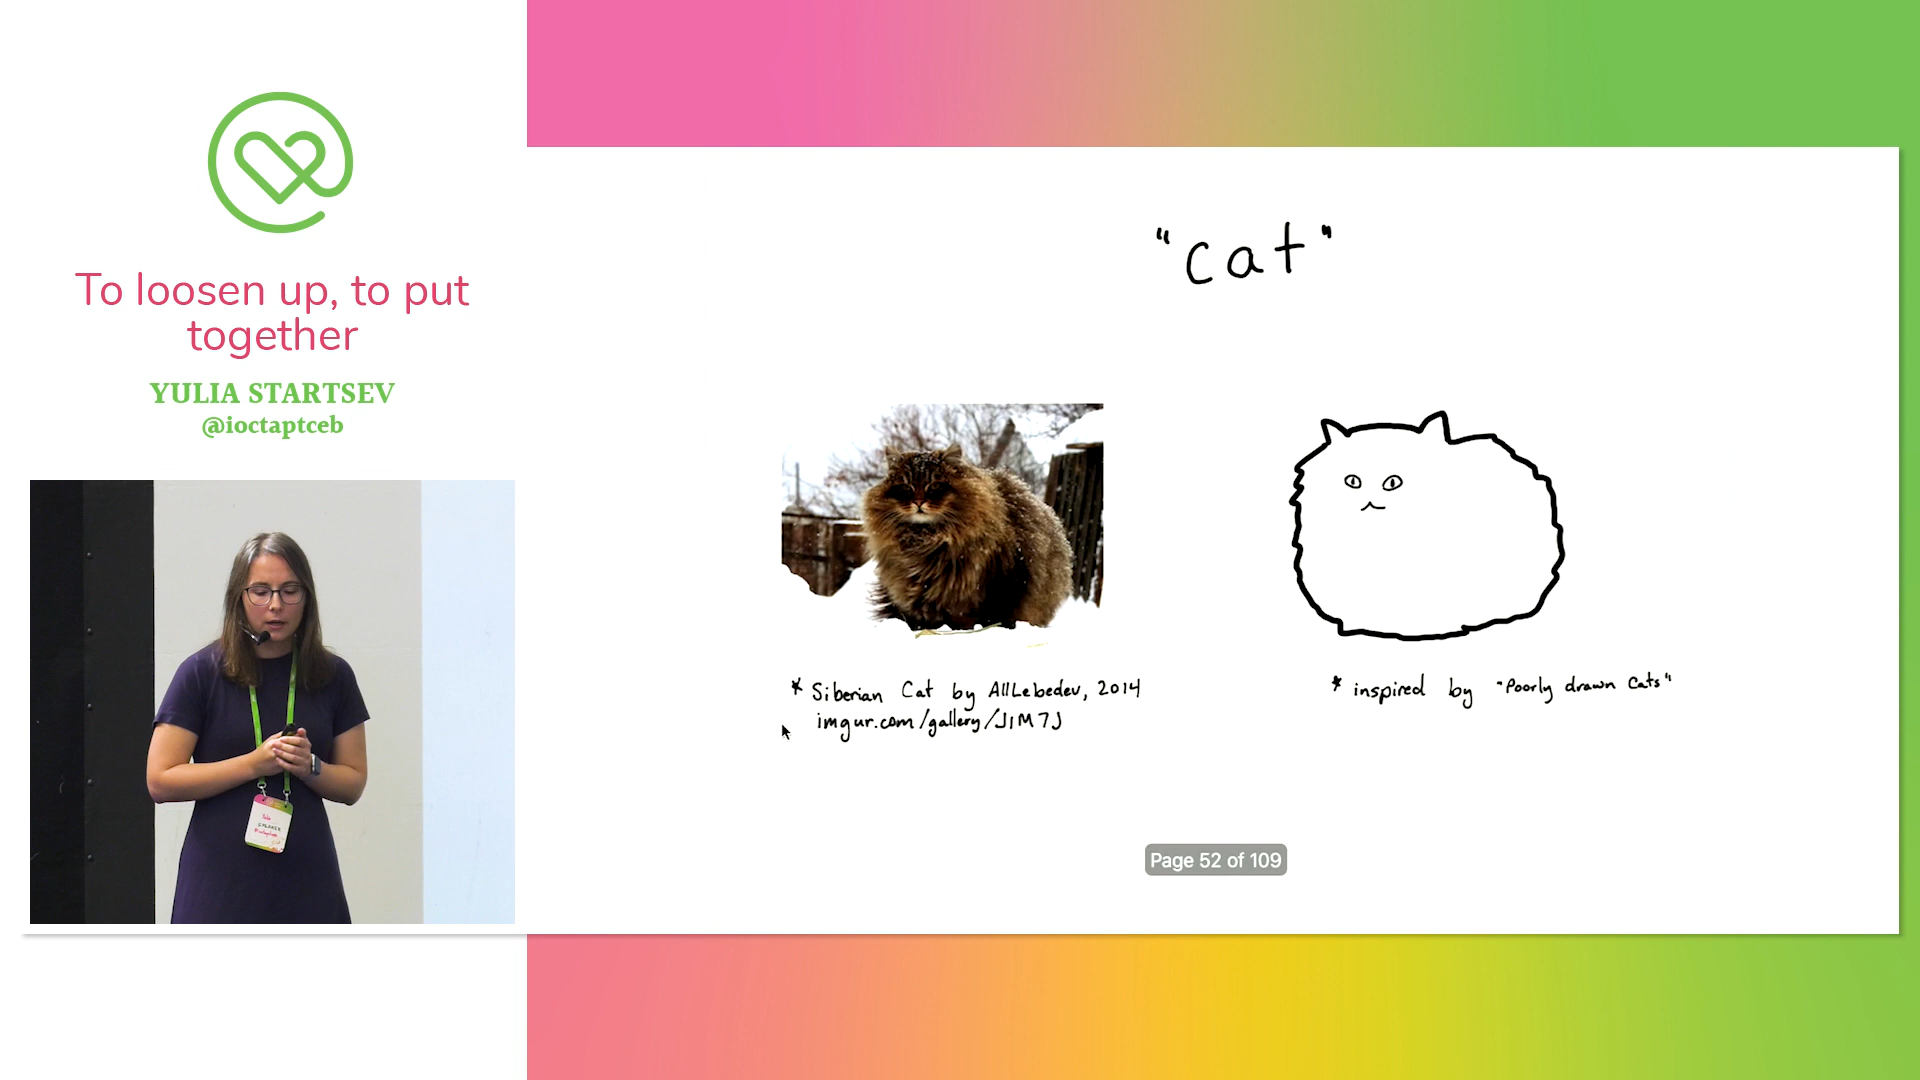 To loosen up, to put
together
YULIA STARTSEV
@ioctaptceb
SPEAKER
"cat"
* Siberian Cat by AllLebedev, 2014
imgur.com/gallery/J1M7J
* inspired by "Poorly drawn Cats"
Page 52 of 109